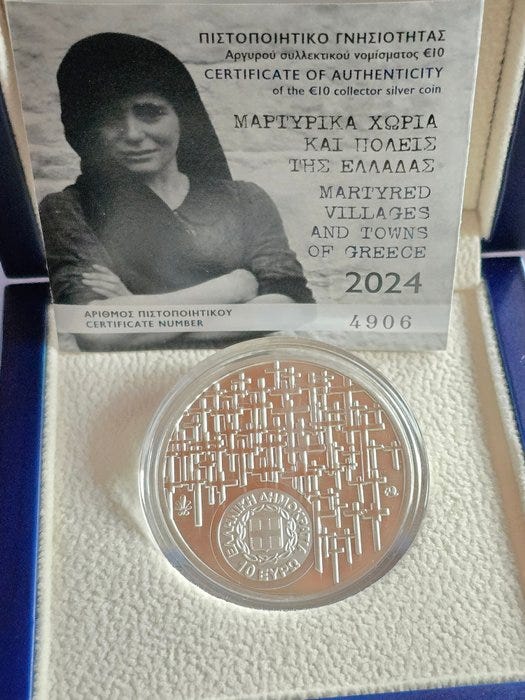 ΠΙΣΤΟΠΟΙΗΤΙΚΟ ΓΝΗΣΙΟΤΗΤΑΣ
Αργυρού συλλεκτικού νομίσματος €10
CERTIFICATE OF AUTHENTICITY
of the €10 collector silver coin
ΜΑΡΤΥΡΙΚΑ ΧΩΡΙΑ
ΚΑΙ ΠΟΛΕΙΣ
ΤΗΣ ΕΛΛΑΔΑΣ
MARTYRED
VILLAGES
AND TOWNS
OF GREECE
2024
ΑΡΙΘΜΟΣ ΠΙΣΤΟΠΟΙΗΤΙΚΟΥ
CERTIFICATE NUMBER
4906
ΕΛΛΗΝΙΚΗ ΔΗΜΟΚΡΑΤΙΑ
10 ΕΥΡΩ